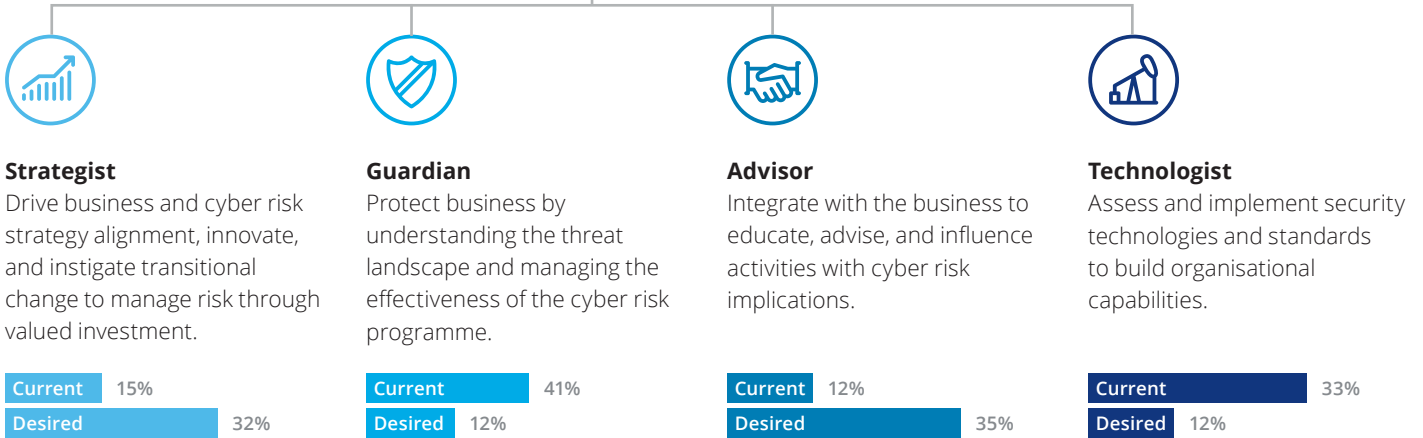 Strategist
Drive business and cyber risk
strategy alignment, innovate,
and instigate transitional
change to manage risk through
valued investment.
Current 15%
Desired 32%
Guardian
Protect business by
understanding the threat
landscape and managing the
effectiveness of the cyber risk
programme.
Current 41%
Desired 12%
Advisor
Integrate with the business to
educate, advise, and influence
activities with cyber risk
implications.
Current 12%
Desired 35%
Technologist
Assess and implement security
technologies and standards
to build organisational
capabilities.
Current 33%
Desired 12%